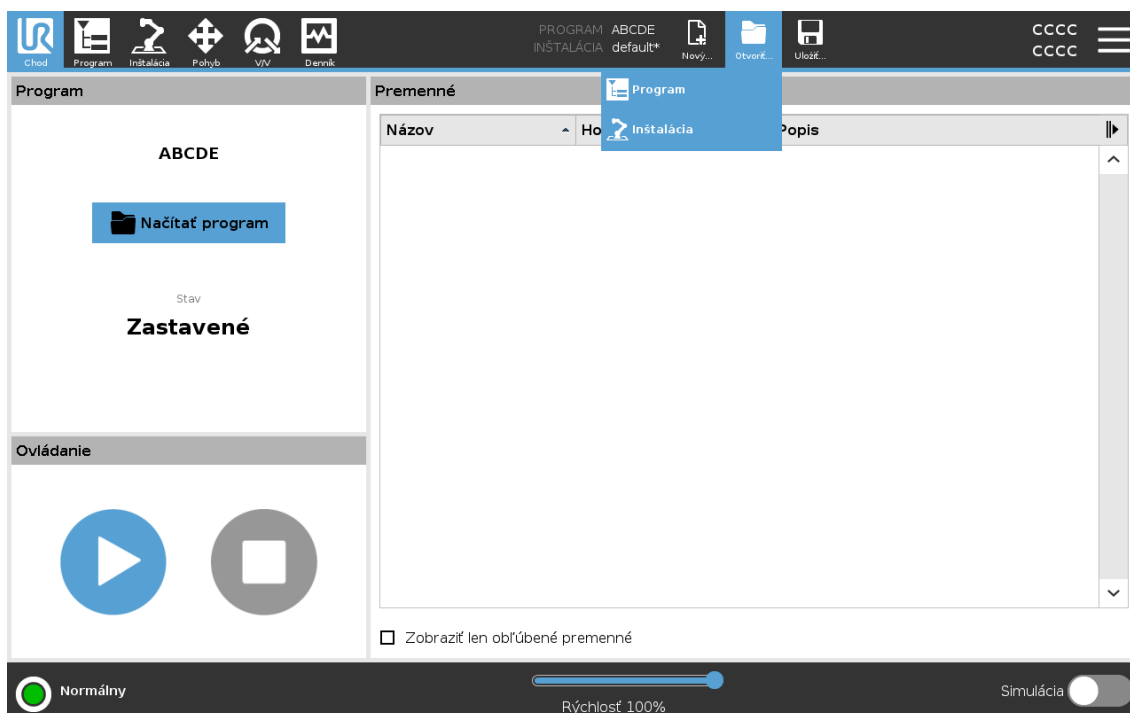 UR
Chod
Program
Inštalácia
Pohyb
V/V
Denník
PROGRAM ABCDE
INŠTALÁCIA default*
Nový...
Otvoriť...
Uložiť...
CCCC
CCCC
Program
Inštalácia
Program
ABCDE
Načítať program
Stav
Zastavené
Ovládanie
Premenné
Názov
Ho
Popis
Zobraziť len obľúbené premenné
Normálny
Rýchlosť 100%
Simulácia